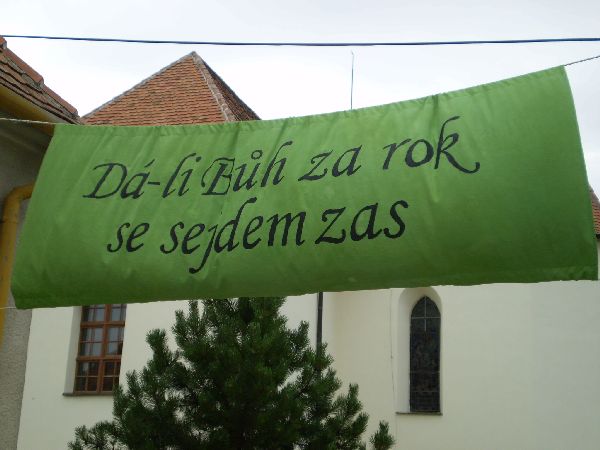 Dá-li Bůh za rok
se sejdem zas